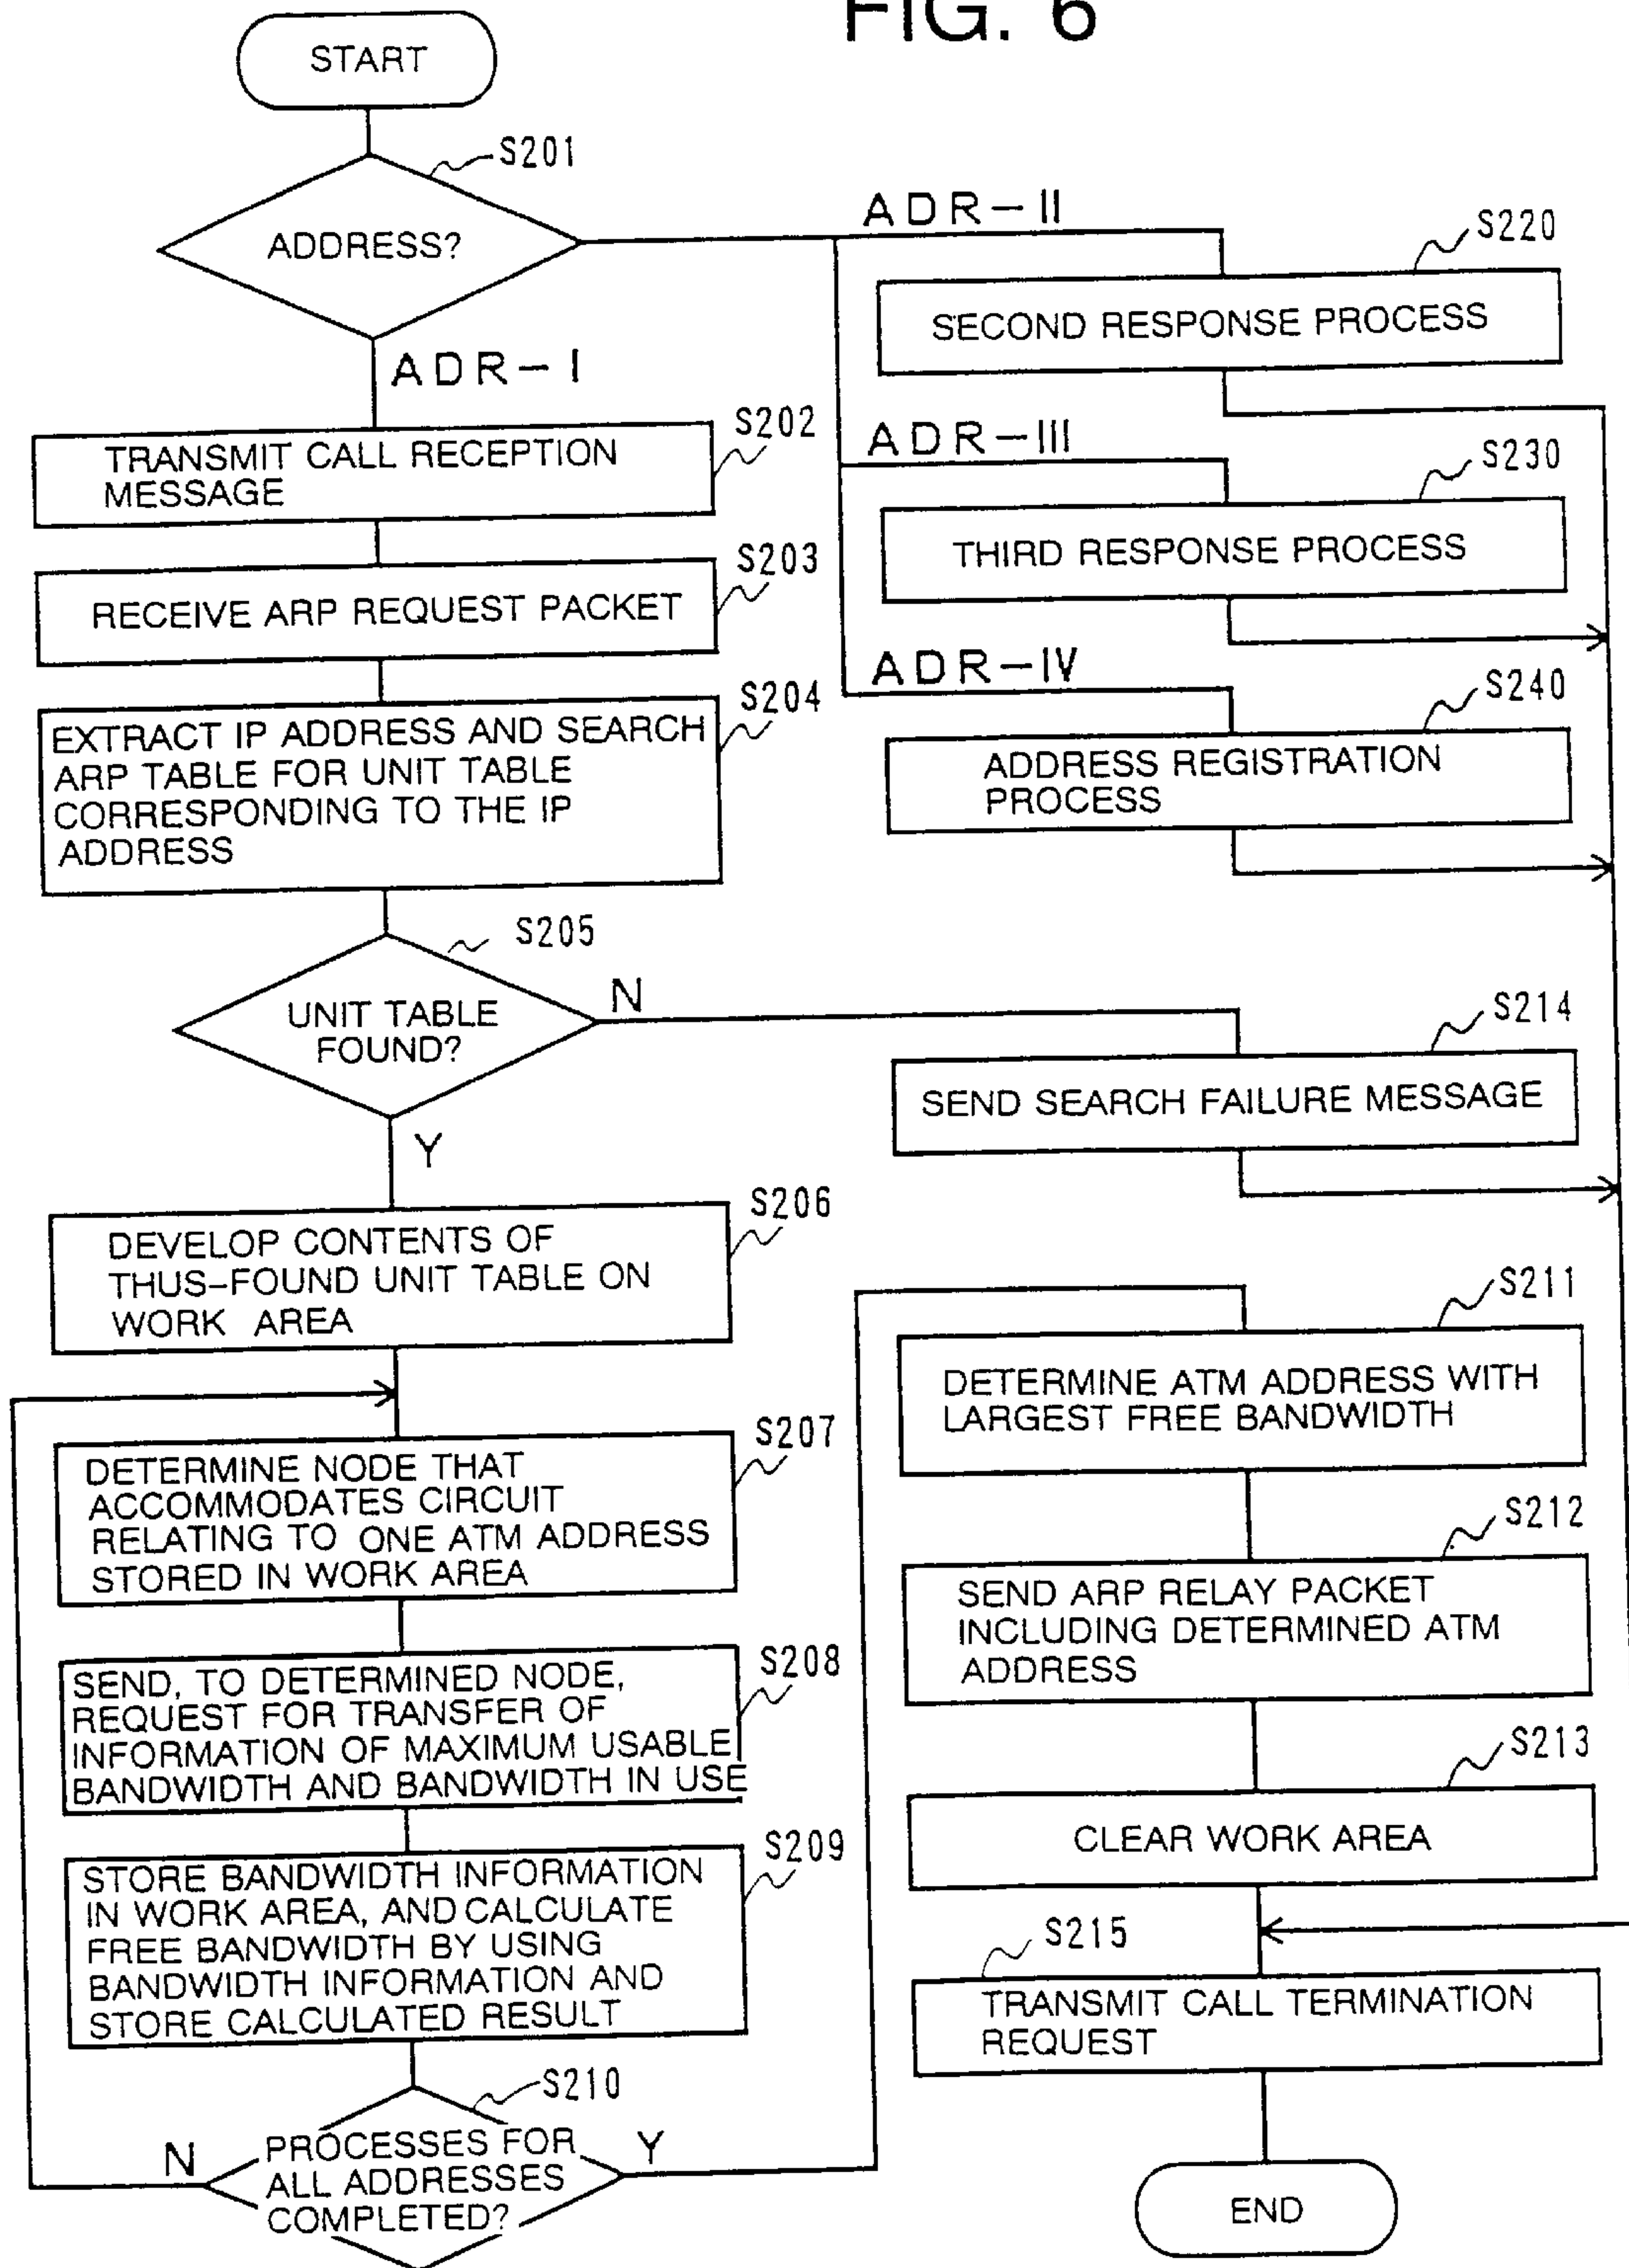 FIG. 6
START
S201
ADDRESS?
ADR-I
ADR-II
S220
SECOND RESPONSE PROCESS
ADR-III
S230
THIRD RESPONSE PROCESS
ADR-IV
S240
ADDRESS REGISTRATION
PROCESS
S202
TRANSMIT CALL RECEPTION
MESSAGE
S203
RECEIVE ARP REQUEST PACKET
S204
EXTRACT IP ADDRESS AND SEARCH
ARP TABLE FOR UNIT TABLE
CORRESPONDING TO THE IP
ADDRESS
S205
UNIT TABLE
FOUND?
N
Y
S214
SEND SEARCH FAILURE MESSAGE
S206
DEVELOP CONTENTS OF
THUS-FOUND UNIT TABLE ON
WORK AREA
S207
DETERMINE NODE THAT
ACCOMMODATES CIRCUIT
RELATING TO ONE ATM ADDRESS
STORED IN WORK AREA
S208
SEND, TO DETERMINED NODE,
REQUEST FOR TRANSFER OF
INFORMATION OF MAXIMUM USABLE
BANDWIDTH AND BANDWIDTH IN USE
S209
STORE BANDWIDTH INFORMATION
IN WORK AREA, AND CALCULATE
FREE BANDWIDTH BY USING
BANDWIDTH INFORMATION AND
STORE CALCULATED RESULT
S210
PROCESSES FOR
ALL ADDRESSES
COMPLETED?
N
Y
S211
DETERMINE ATM ADDRESS WITH
LARGEST FREE BANDWIDTH
S212
SEND ARP RELAY PACKET
INCLUDING DETERMINED ATM
ADDRESS
S213
CLEAR WORK AREA
S215
TRANSMIT CALL TERMINATION
REQUEST
END